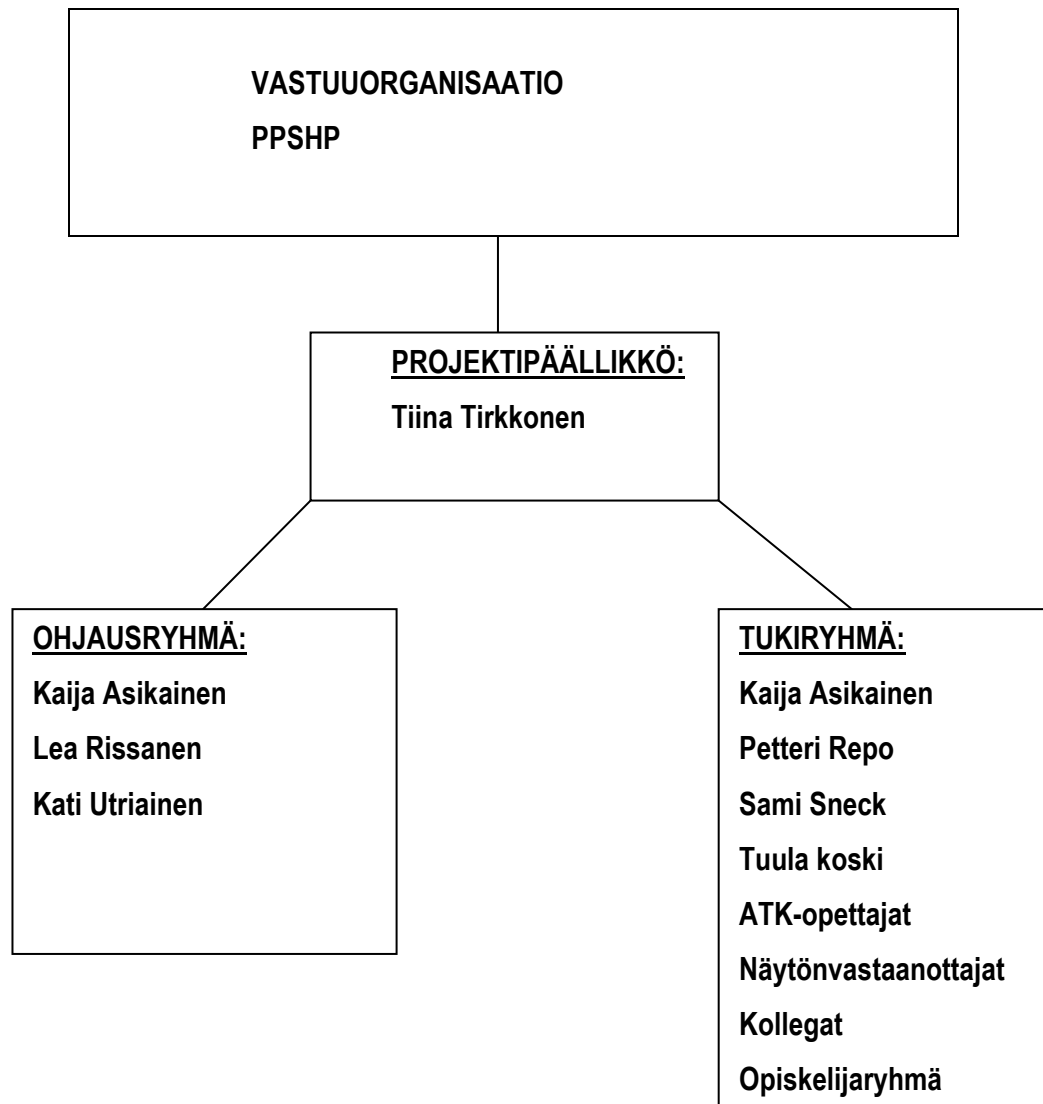 VASTUUORGANISAATIO
PPSHP
PROJEKTIPÄÄLLIKKÖ:
Tiina Tirkkonen
OHJAUSRYHMÄ:
Kaija Asikainen
Lea Rissanen
Kati Utriainen
TUKIRYHMÄ:
Kaija Asikainen
Petteri Repo
Sami Sneck
Tuula koski
ATK-opettajat
Näytönvastaanottajat
Kollegat
Opiskelijaryhmä